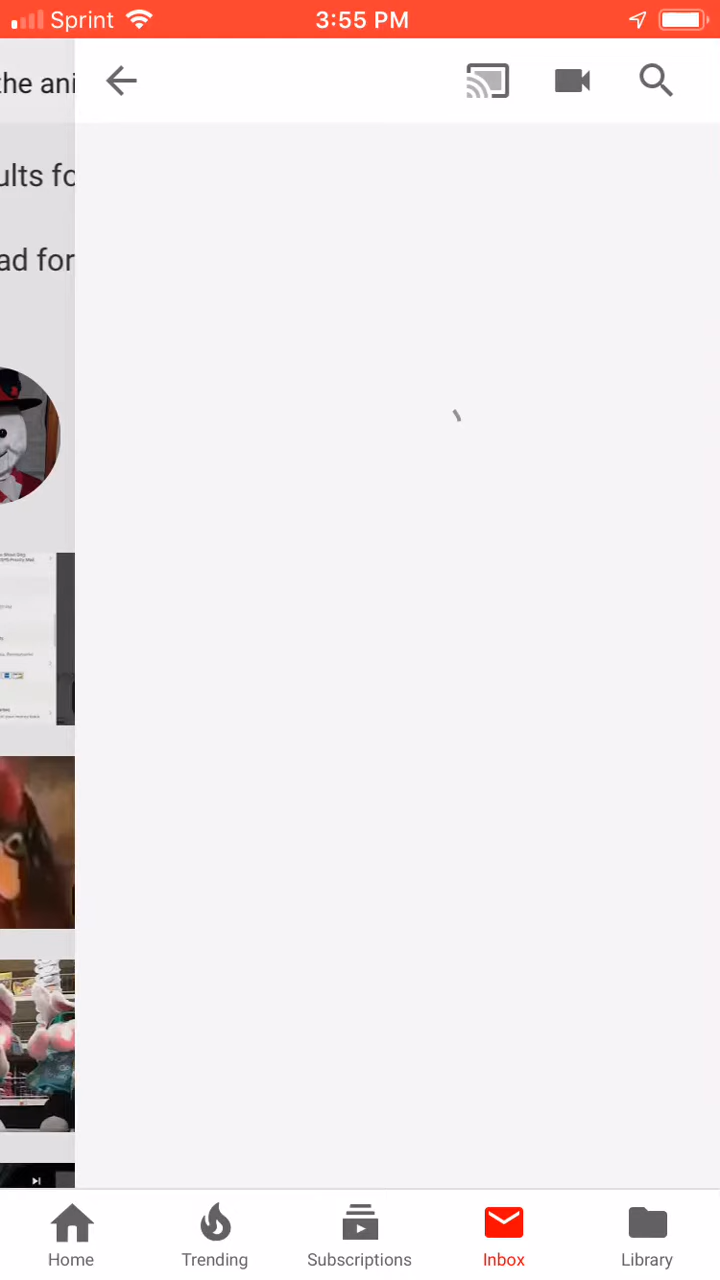 Sprint 3:55 PM
the ani
ults fo
ad for
Home Trending Subscriptions Inbox Library